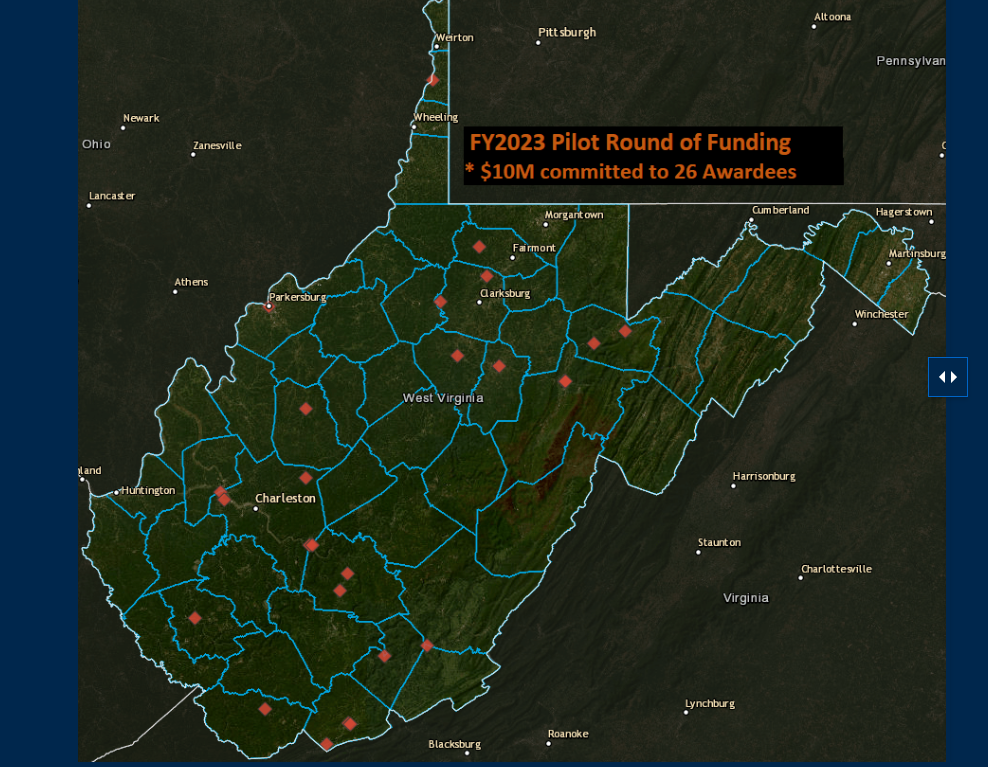 Altoona
Pittsburgh
Weirton
Pennsylvan
Newark
Wheeling
FY2023 Pilot Round of Funding
* $10M committed to 26 Awardees
Ohio
Zanesville
C
Lancaster
Morgantown
Cumberland
Hagerstown
Fairmont
Martinsburg
Athens
Parkersburg
Clarksburg
Winchester
West Virginia
land
Huntington
Charleston
Harrisonburg
Staunton
Charlottesville
Virginia
Lynchburg
Roanoke
Blacksburg